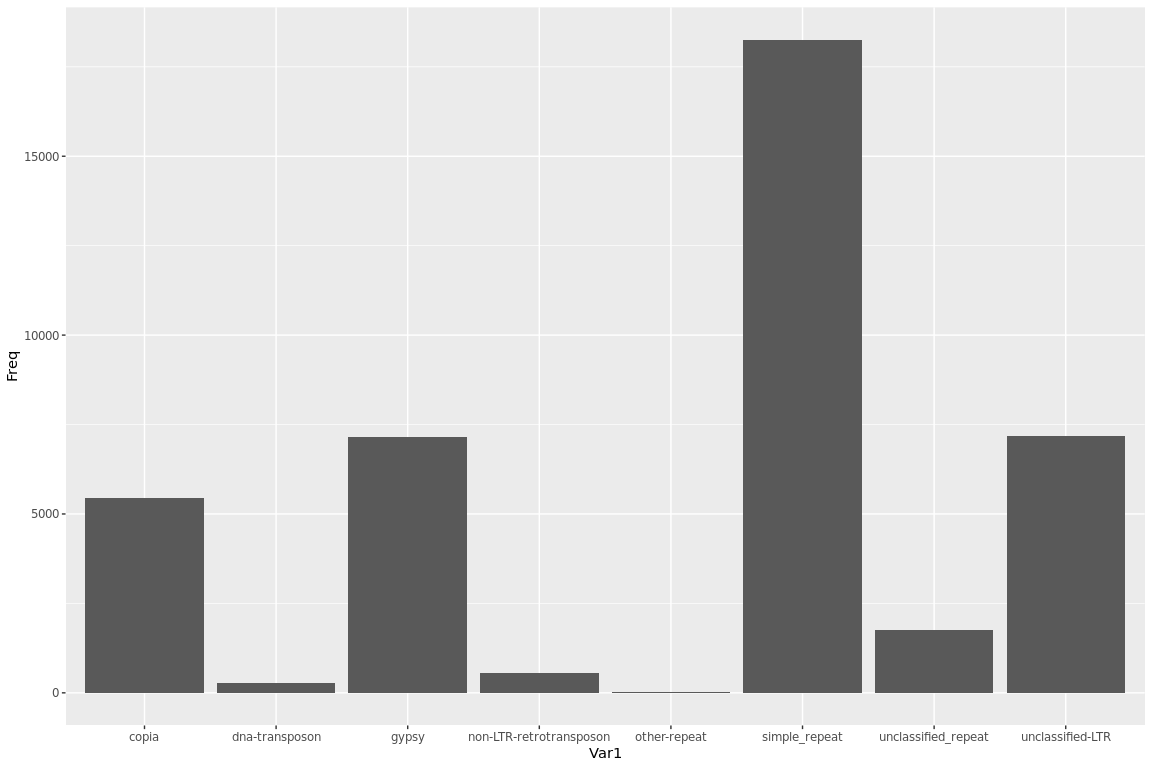 Freq
15000
10000
5000
0
copia dna-transposon gypsy non-LTR-retrotransposon other-repeat simple_repeat unclassified_repeat unclassified-LTR
Var1